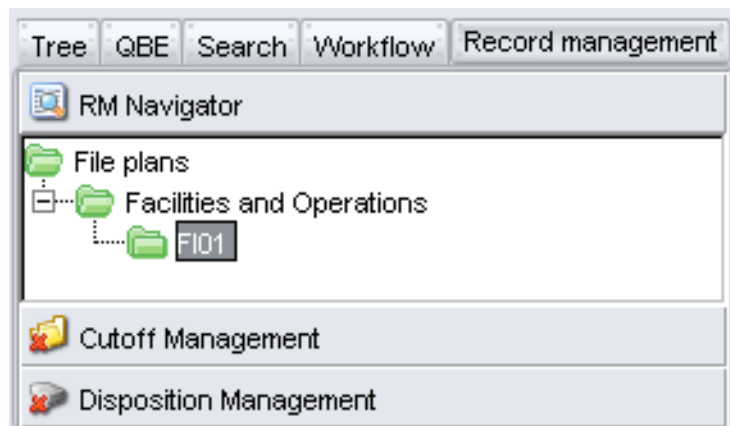 Tree QBE Search Workflow Record management
RM Navigator
File plans
Facilities and Operations
FI01
Cutoff Management
Disposition Management